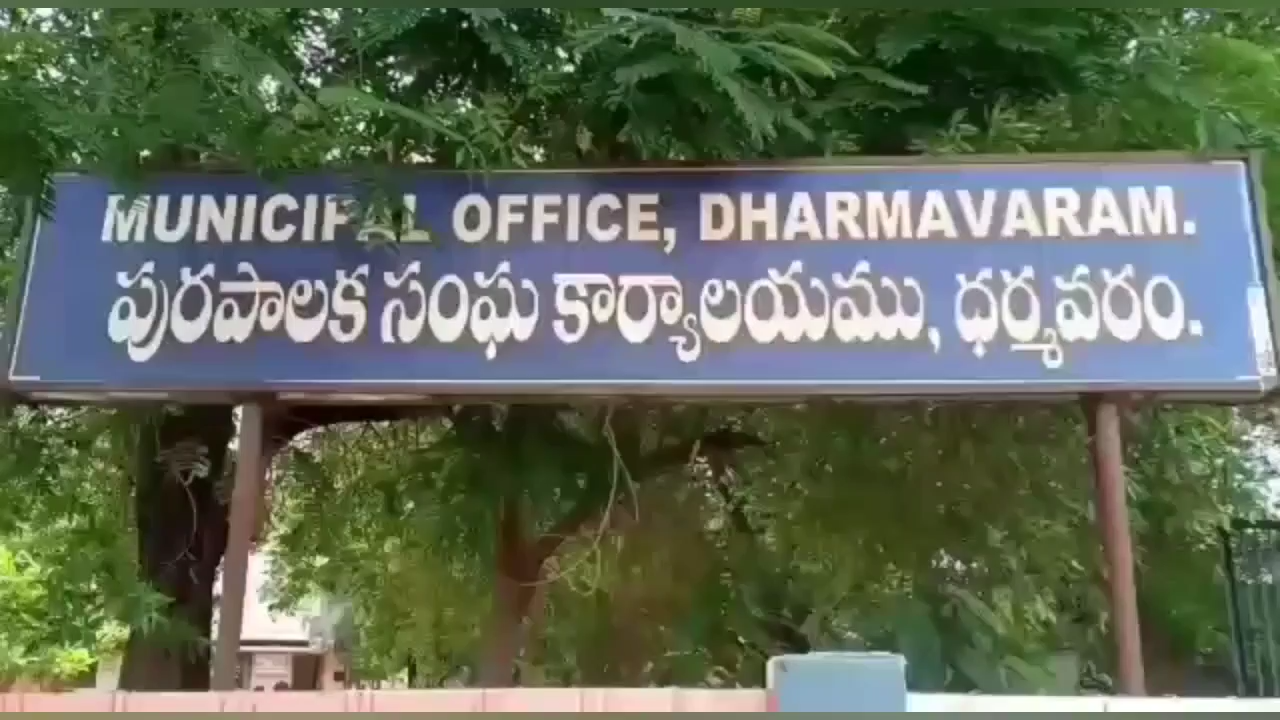 MUNICIPAL OFFICE, DHARMAVARAM.
పురపాలక సంఘ కార్యాలయము, ధర్మవరం.